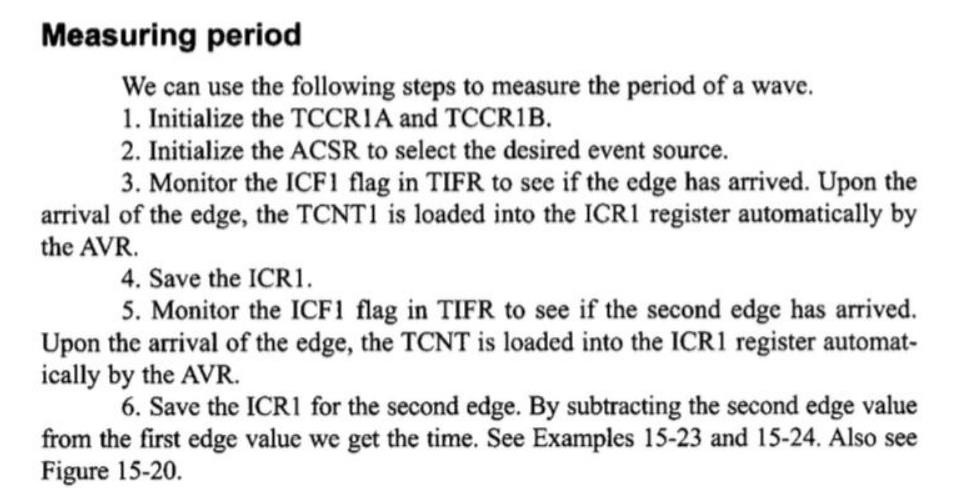 Measuring period
We can use the following steps to measure the period of a wave.
1. Initialize the TCCR1A and TCCR1B.
2. Initialize the ACSR to select the desired event source.
3. Monitor the ICF1 flag in TIFR to see if the edge has arrived. Upon the
arrival of the edge, the TCNT1 is loaded into the ICR1 register automatically by
the AVR.
4. Save the ICR1.
5. Monitor the ICF1 flag in TIFR to see if the second edge has arrived.
Upon the arrival of the edge, the TCNT is loaded into the ICR1 register automat-
ically by the AVR.
6. Save the ICR1 for the second edge. By subtracting the second edge value
from the first edge value we get the time. See Examples 15-23 and 15-24. Also see
Figure 15-20.